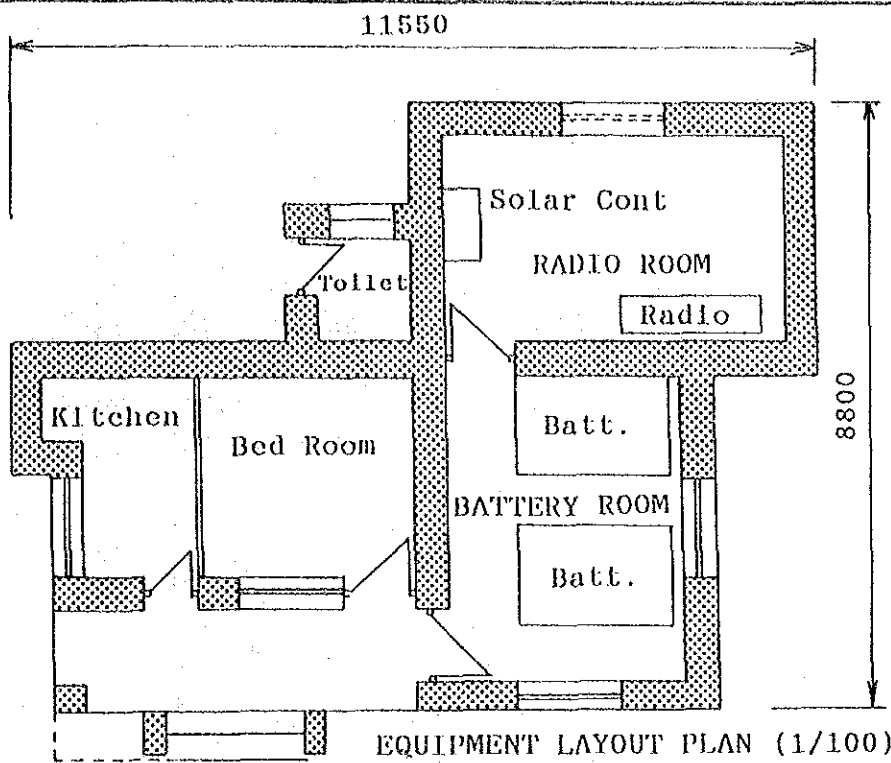 11550
Solar Cont
RADIO ROOM
Toilet
Radio
8800
Kitchen
Bed Room
Batt.
BATTERY ROOM
Batt.
EQUIPMENT LAYOUT PLAN (1/100)